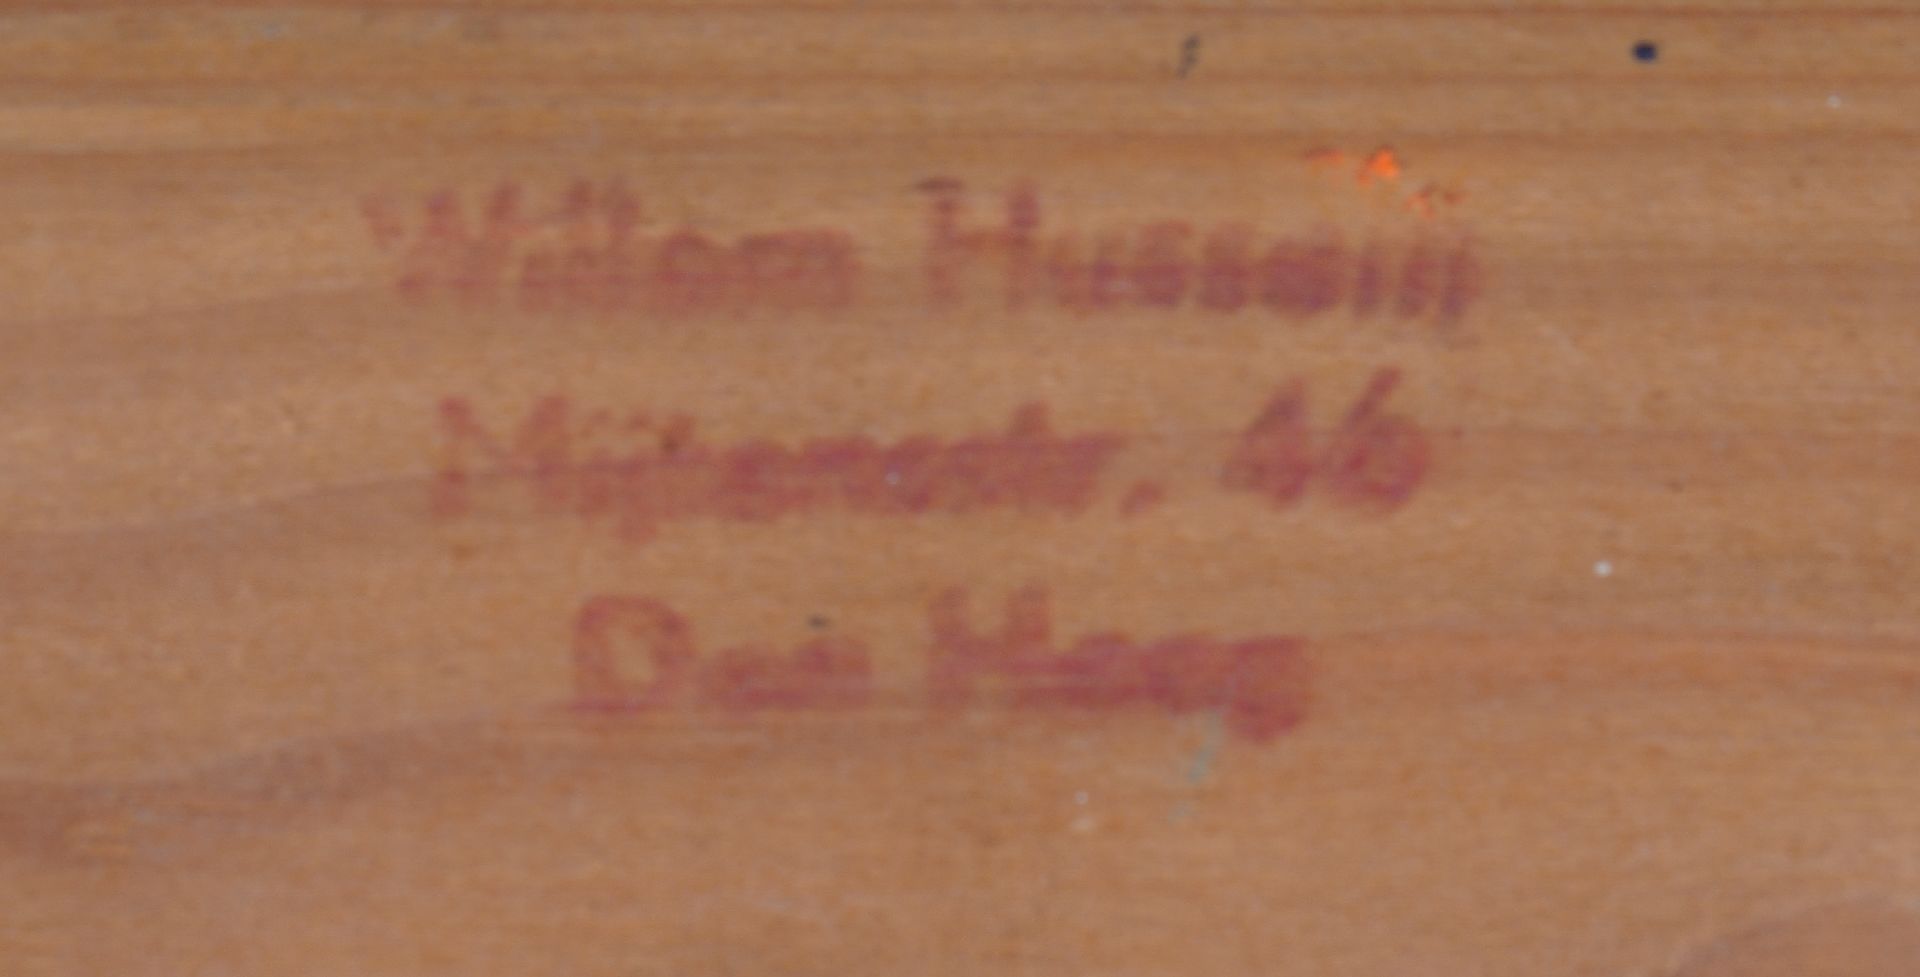 Willem Hussem
46
Den Haag